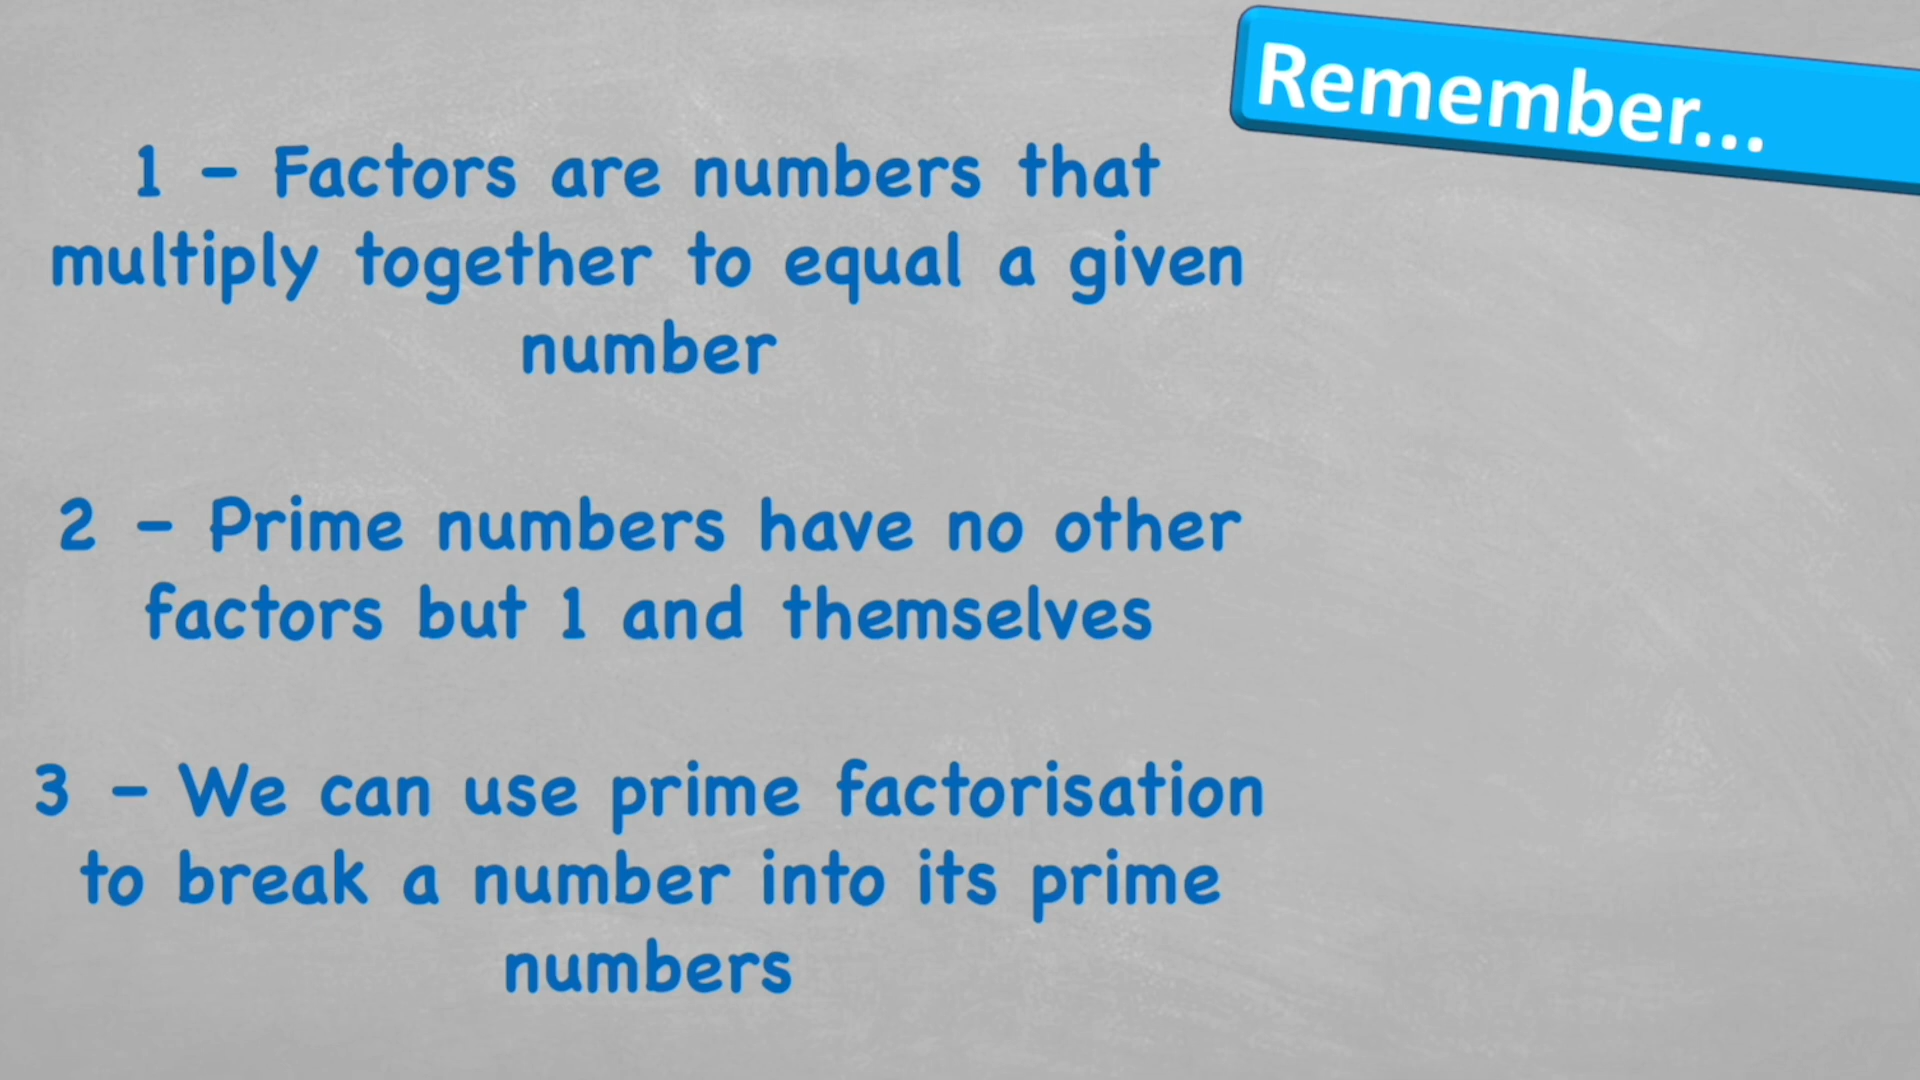 Remember...
1 – Factors are numbers that
multiply together to equal a given
number
2 – Prime numbers have no other
factors but 1 and themselves
3 – We can use prime factorisation
to break a number into its prime
numbers